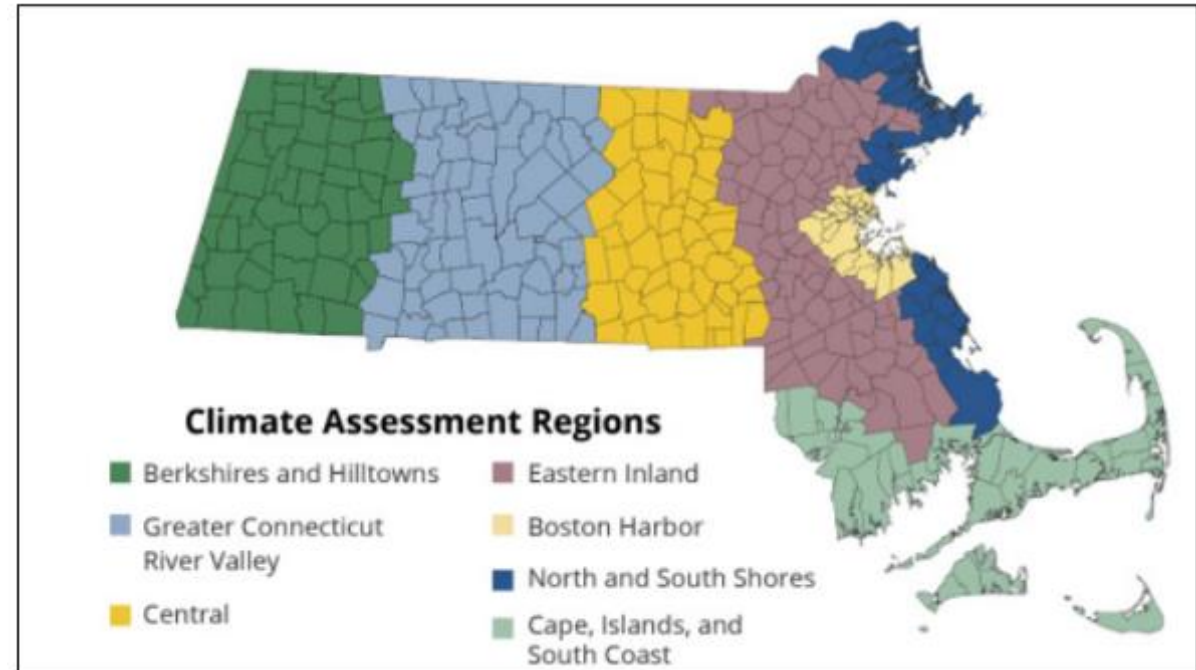 Climate Assessment Regions
Berkshires and Hilltowns
Greater Connecticut
River Valley
Central
Eastern Inland
Boston Harbor
North and South Shores
Cape, Islands, and
South Coast